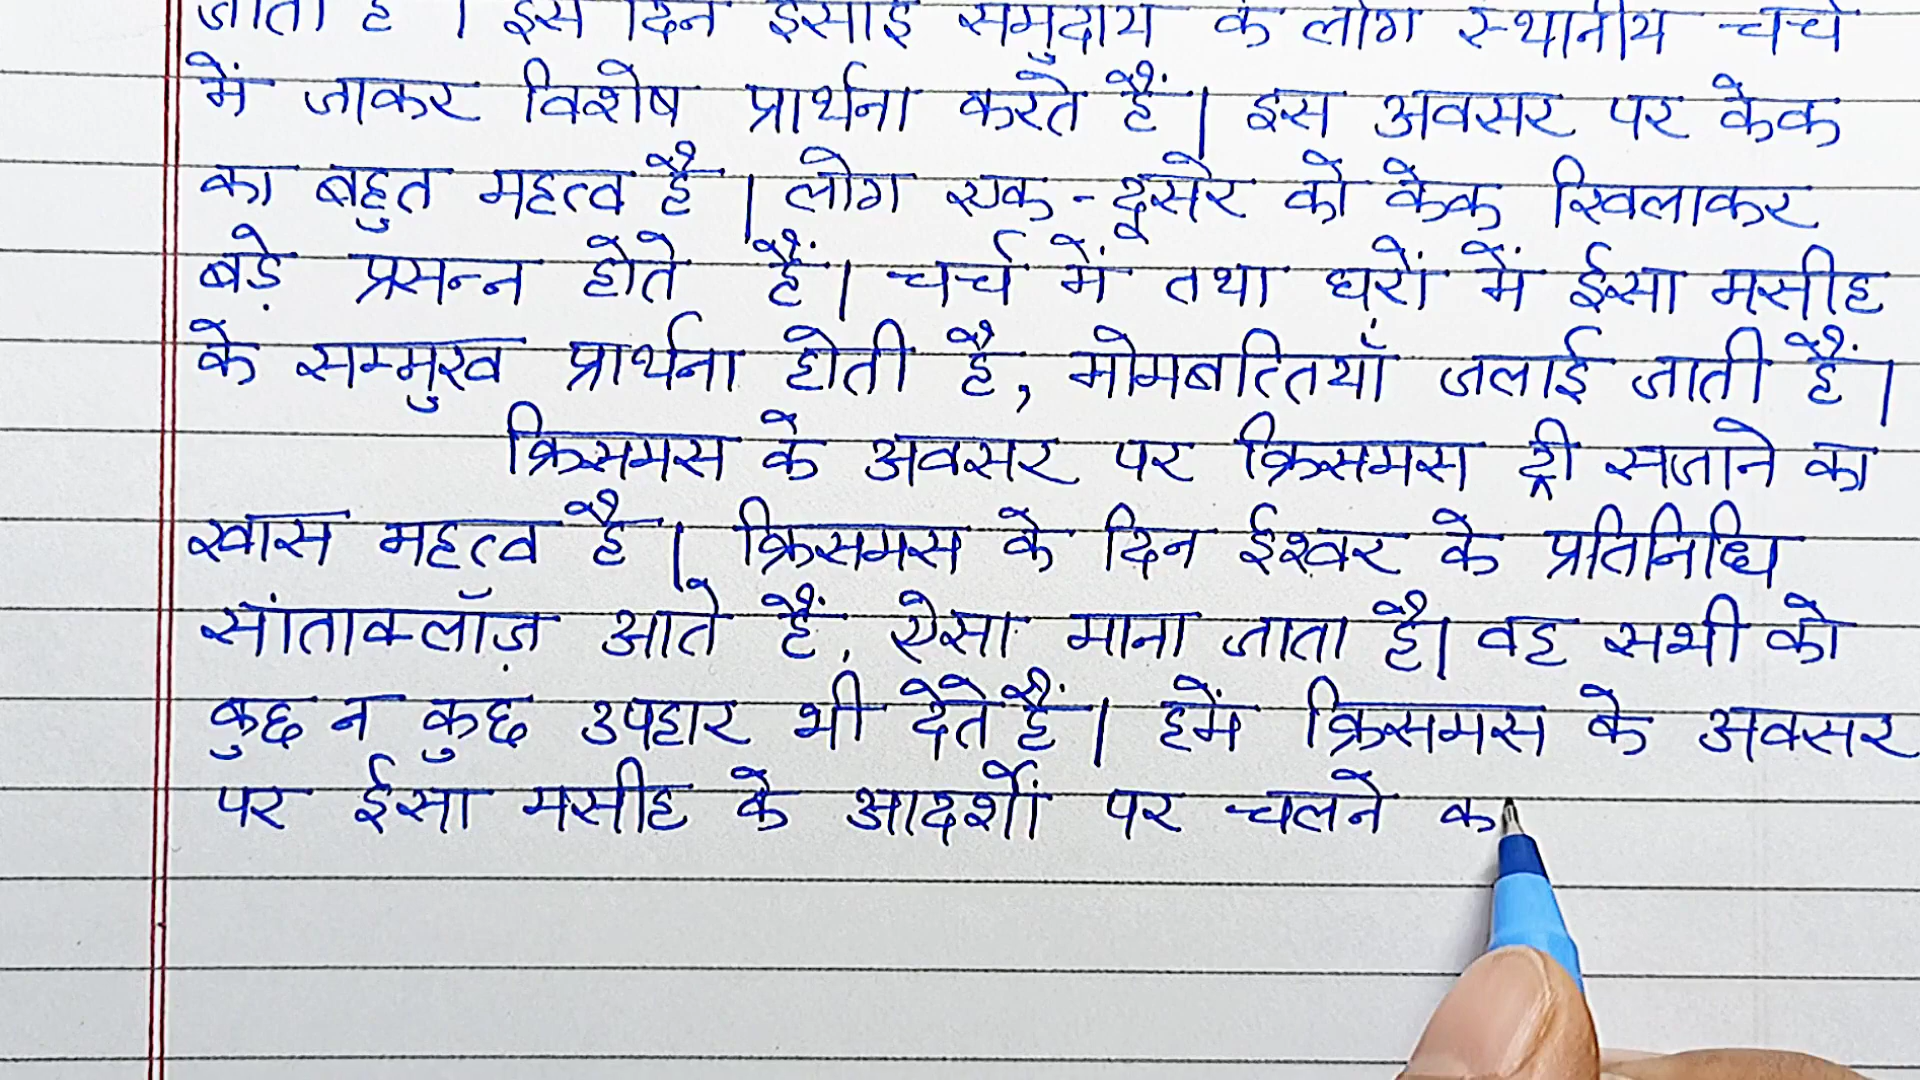 जाता है । इस दिन ईसाई समुदाय के लोग स्थानीय चर्च
में जाकर विशेष प्रार्थना करते हैं। इस अवसर पर केक
का बहुत महत्व है । लोग एक-दूसरे को केक खिलाकर
बड़े प्रसन्न होते हैं। चर्च में तथा घरों में ईसा मसीह
के सम्मुख प्रार्थना होती है, मोमबत्तियाँ जलाई जाती हैं।
क्रिसमस के अवसर पर क्रिसमस ट्री सजाने का
खास महत्व है । क्रिसमस के दिन ईश्वर के प्रतिनिधि
सांताक्लॉज़ आते हैं, ऐसा माना जाता है। वह सभी को
कुछ न कुछ उपहार भी देते हैं। हमें क्रिसमस के अवसर
पर ईसा मसीह के आदर्शों पर चलने क